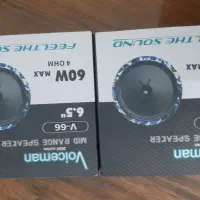 Voiceman
MID RANGE SPEAKER
V-66
6.5"
60W MAX
4 OHM
FEEL THE SOUND
Voiceman
MID RANGE SPEAKER
THE SOUND